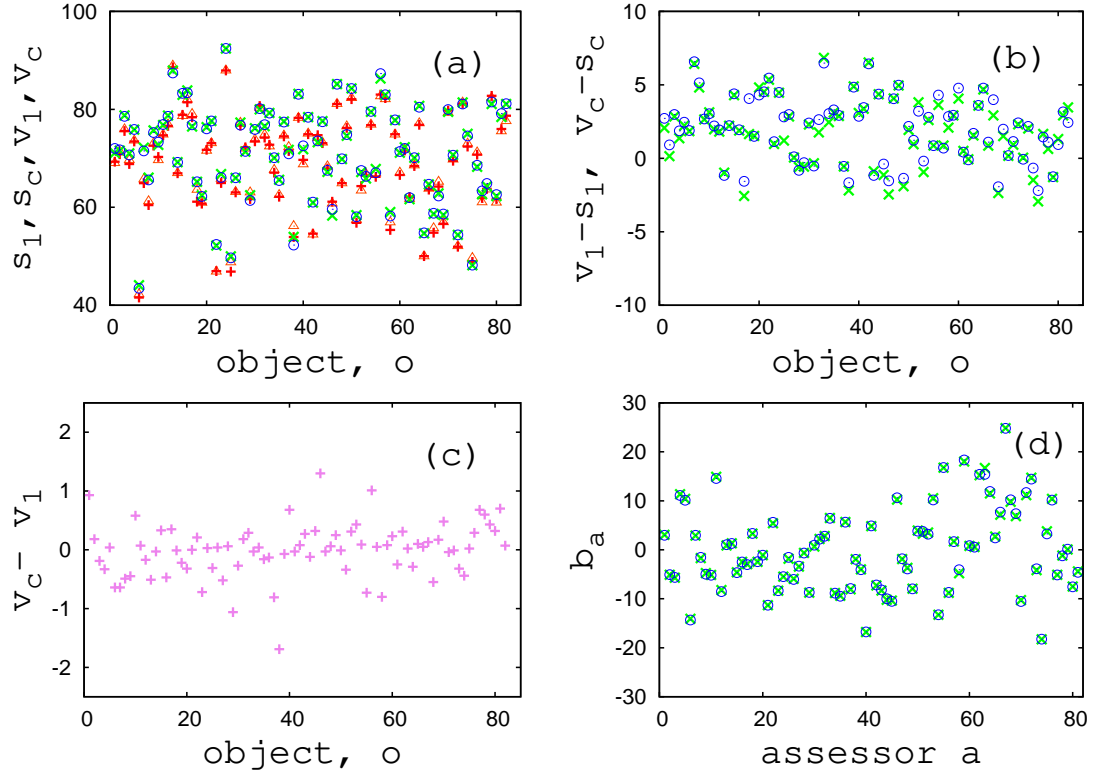 100
80
60
40
0 20 40 60 80
s1, sc, v1, vc
object, o
(a)
10
5
0
-5
-10
0 20 40 60 80
v1-s1, vc-sc
object, o
(b)
2
1
0
-1
-2
0 20 40 60 80
vc- v1
object, o
(c)
30
20
10
0
-10
-20
-30
0 20 40 60 80
ba
assessor a
(d)